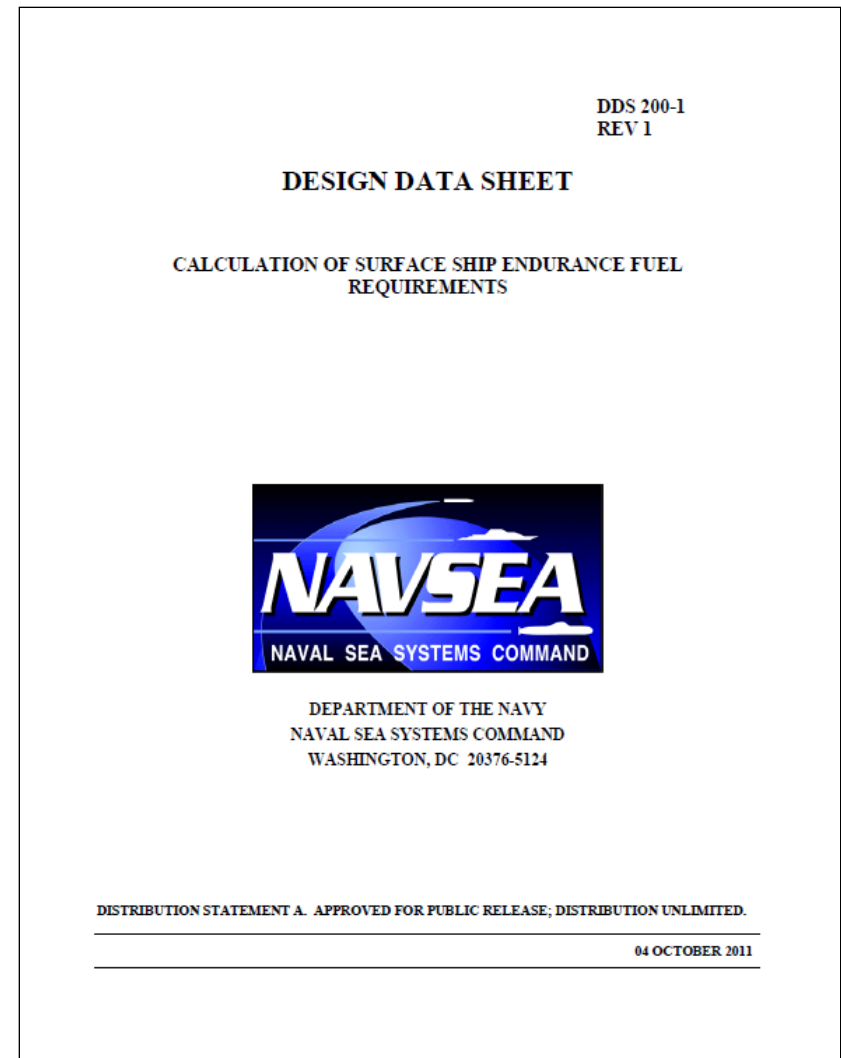 DDS 200-1
REV 1
DESIGN DATA SHEET
CALCULATION OF SURFACE SHIP ENDURANCE FUEL
REQUIREMENTS
NAVSEA
NAVAL SEA SYSTEMS COMMAND
DEPARTMENT OF THE NAVY
NAVAL SEA SYSTEMS COMMAND
WASHINGTON, DC 20376-5124
DISTRIBUTION STATEMENT A. APPROVED FOR PUBLIC RELEASE; DISTRIBUTION UNLIMITED.
04 OCTOBER 2011